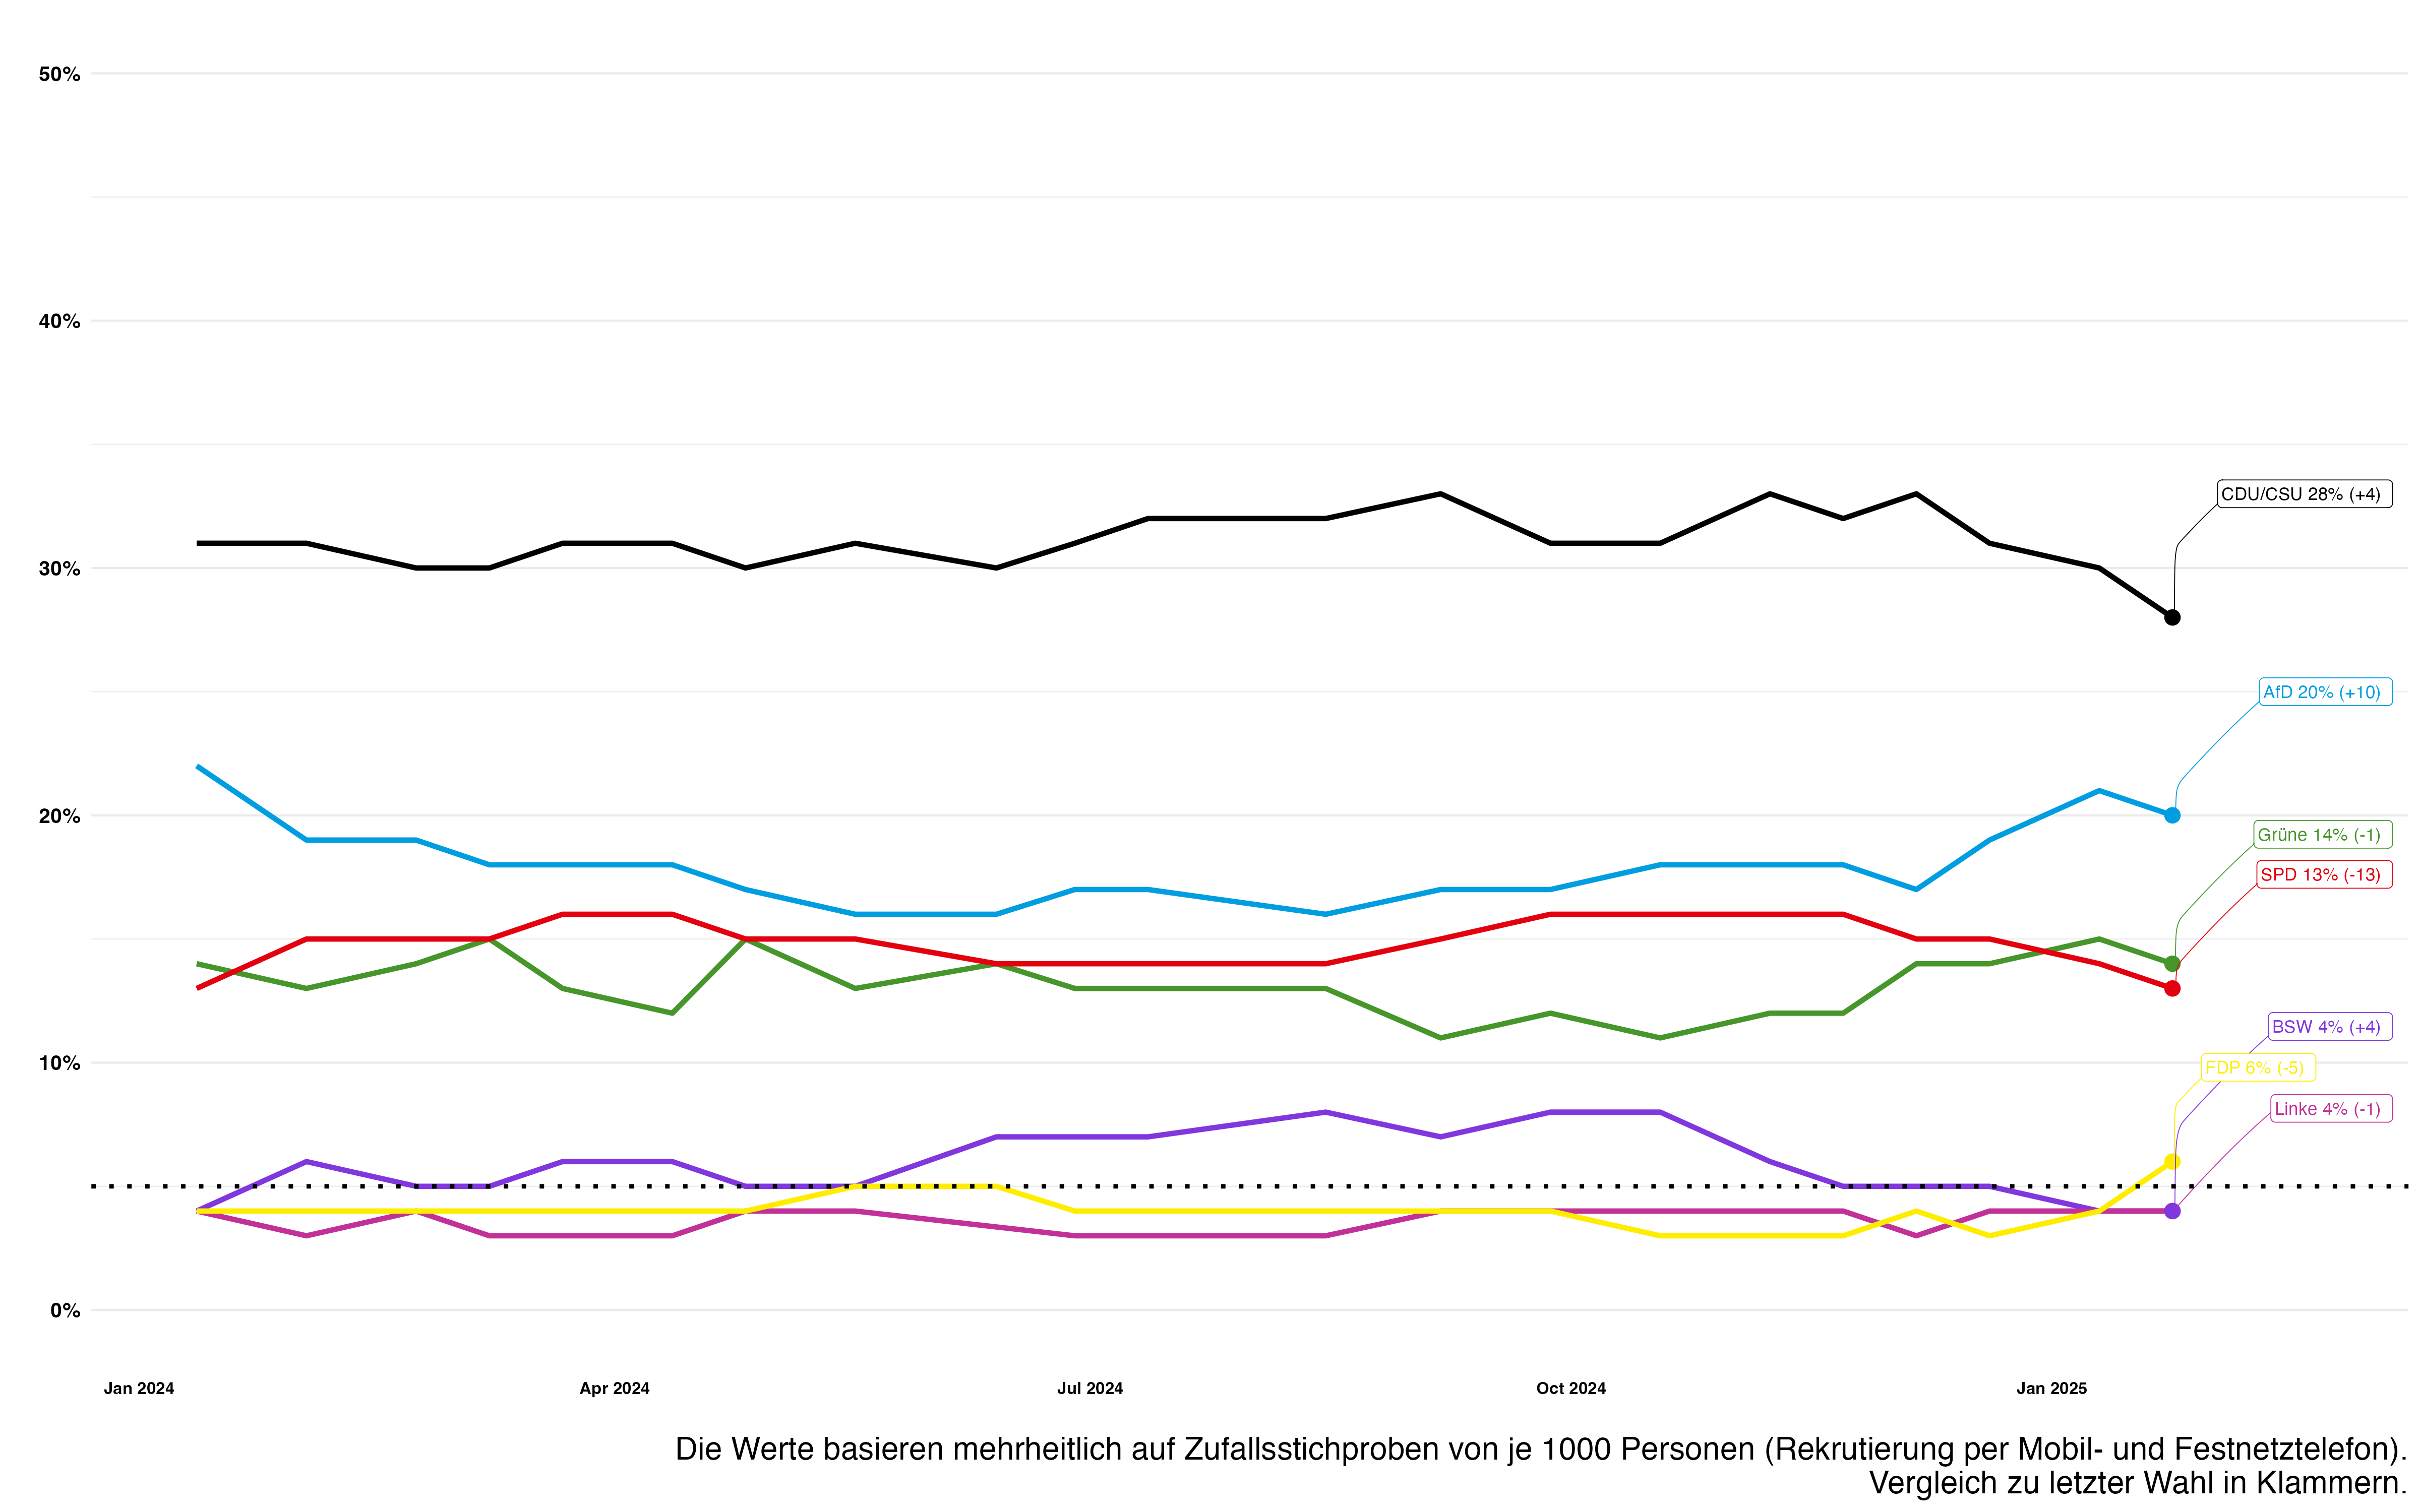 50%
40%
30%
20%
10%
0%
CDU/CSU 28% (+4)
AfD 20% (+10)
Grüne 14% (-1)
SPD 13% (-13)
BSW 4% (+4)
FDP 6% (-5)
Linke 4% (-1)
Jan 2024
Apr 2024
Jul 2024
Oct 2024
Jan 2025
Die Werte basieren mehrheitlich auf Zufallsstichproben von je 1000 Personen (Rekrutierung per Mobil- und Festnetztelefon).
Vergleich zu letzter Wahl in Klammern.